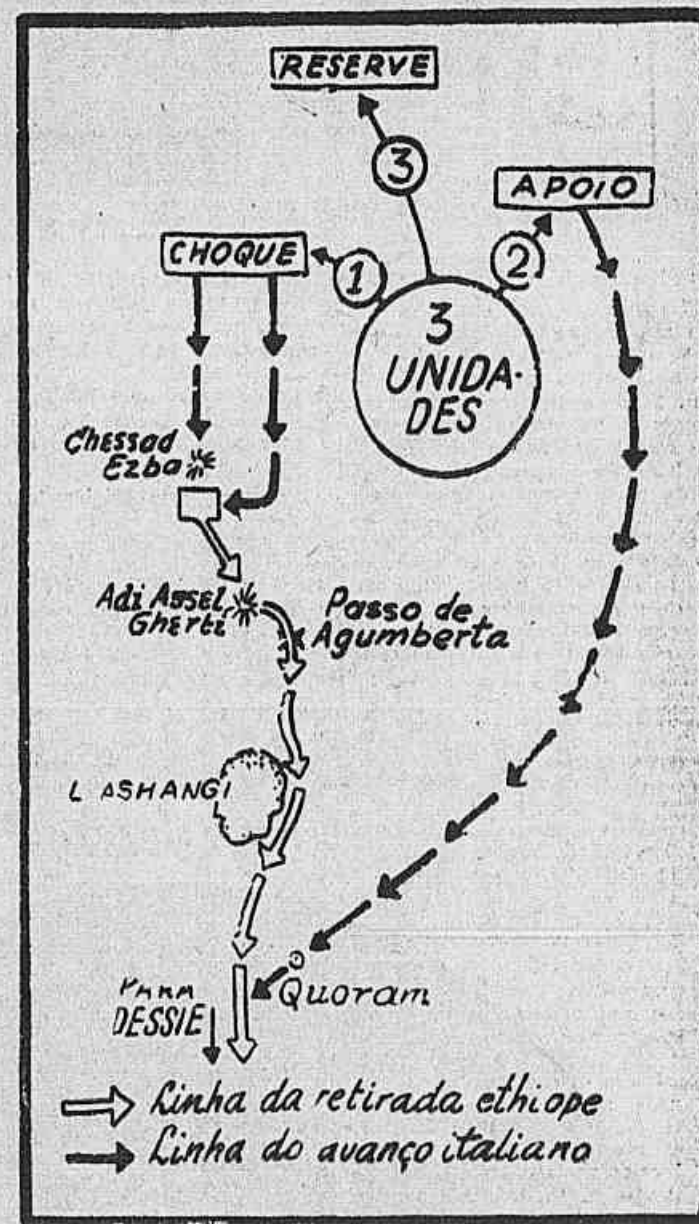 RESERVE
3
APOIO
CHOQUE
1
2
3
UNIDA-
DES
Chessad
Ezba
Adi Assel
Gherti
Passo de
Agumberta
L ASHANGI
Quoram
PARA
DESSIE
Linha da retirada ethiope
Linha do avanço italiano